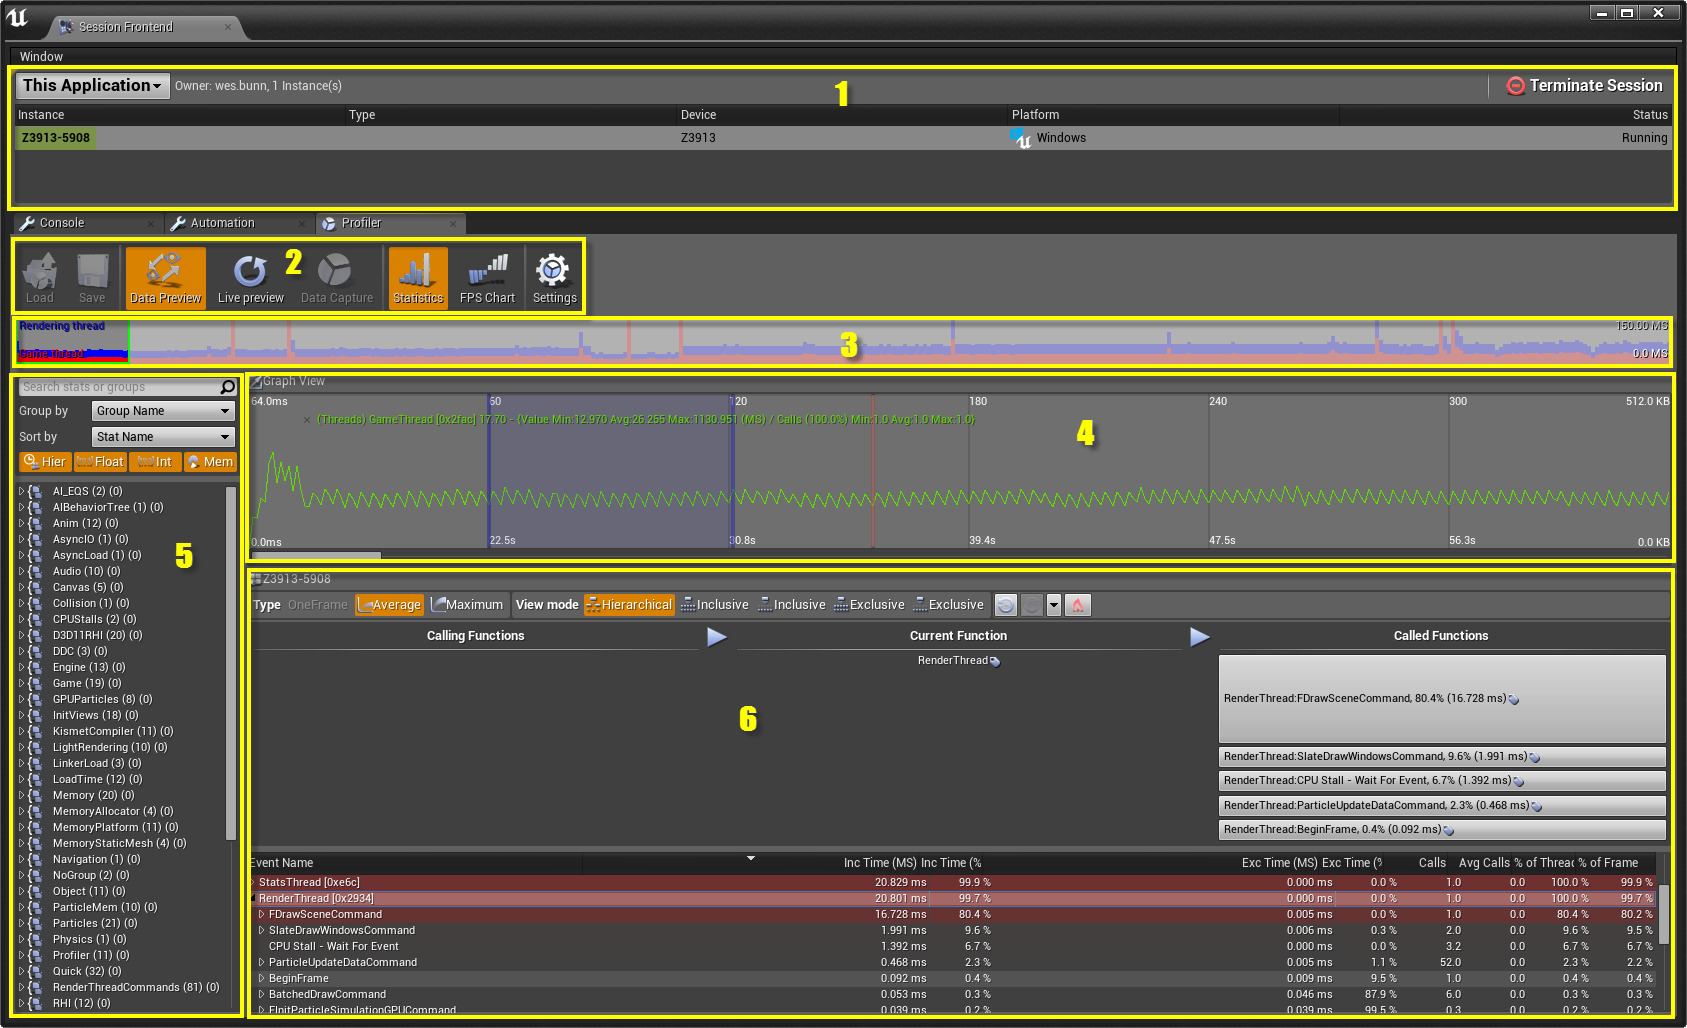 Session Frontend
Window
This Application Owner: wes.bunn, 1 Instance(s) 1 Terminate Session
Instance Type Device Platform Status
Z3913-5908 Z3913 Windows Running
Console Automation Profiler
2
Load Save Data Preview Live preview Data Capture Statistics FPS Chart Settings
Rendering thread 150.00 MS
Game thread 3 0.0 MS
Search stats or groups
Group by Group Name
Sort by Stat Name
Hier Float Int Mem
AI_EQS (2) (0)
AIBehaviorTree (1) (0)
Anim (12) (0)
AsyncIO (1) (0)
AsyncLoad (1) (0)
5
Audio (10) (0)
Canvas (5) (0)
Collision (1) (0)
CPUStalls (2) (0)
D3D11RHI (20) (0)
DDC (3) (0)
Engine (13) (0)
Game (19) (0)
GPUParticles (8) (0)
InitViews (18) (0)
KismetCompiler (11) (0)
LightRendering (10) (0)
LinkerLoad (3) (0)
LoadTime (12) (0)
Memory (20) (0)
MemoryAllocator (4) (0)
MemoryPlatform (11) (0)
MemoryStaticMesh (4) (0)
Navigation (1) (0)
NoGroup (2) (0)
Object (11) (0)
ParticleMem (10) (0)
Particles (21) (0)
Physics (1) (0)
Profiler (11) (0)
Quick (32) (0)
RenderThreadCommands (81) (0)
RHI (12) (0)
Graph View
64.0ms 60 120 180 240 300 512.0 KB
(Threads) GameThread [0x2fac] 17.70 - {Value Min:12.970 Avg:26.255 Max:1130.951 (MS) / Calls (100.0%) Min:1.0 Avg:1.0 Max:1.0}
4
0.0ms 22.5s 30.8s 39.4s 47.5s 56.3s 0.0 KB
Z3913-5908
Type OneFrame Average Maximum View mode Hierarchical Inclusive Inclusive Exclusive Exclusive
Calling Functions Current Function Called Functions
RenderThread
RenderThread:FDrawSceneCommand, 80.4% (16.728 ms)
6
RenderThread:SlateDrawWindowsCommand, 9.6% (1.991 ms)
RenderThread:CPU Stall - Wait For Event, 6.7% (1.392 ms)
RenderThread:ParticleUpdateDataCommand, 2.3% (0.468 ms)
RenderThread:BeginFrame, 0.4% (0.092 ms)
Event Name Inc Time (MS) Inc Time (% Exc Time (MS) Exc Time (% Calls Avg Calls % of Threac % of Frame
StatsThread [0xe6c] 20.829 ms 99.9 % 0.000 ms 0.0 % 1.0 0.0 100.0 % 99.9 %
RenderThread [0x2934] 20.801 ms 99.7 % 0.000 ms 0.0 % 1.0 0.0 100.0 % 99.7 %
FDrawSceneCommand 16.728 ms 80.4 % 0.005 ms 0.0 % 1.0 0.0 80.4 % 80.2 %
SlateDrawWindowsCommand 1.991 ms 9.6 % 0.006 ms 0.3 % 2.0 0.0 9.6 % 9.5 %
CPU Stall - Wait For Event 1.392 ms 6.7 % 0.000 ms 0.0 % 3.2 0.0 6.7 % 6.7 %
ParticleUpdateDataCommand 0.468 ms 2.3 % 0.005 ms 1.1 % 52.0 0.0 2.3 % 2.2 %
BeginFrame 0.092 ms 0.4 % 0.009 ms 9.5 % 1.0 0.0 0.4 % 0.4 %
BatchedDrawCommand 0.053 ms 0.3 % 0.046 ms 87.9 % 6.0 0.0 0.3 % 0.3 %
FInitParticleSimulationGPUCommand 0.039 ms 0.2 % 0.039 ms 99.5 % 0.3 0.0 0.2 % 0.2 %